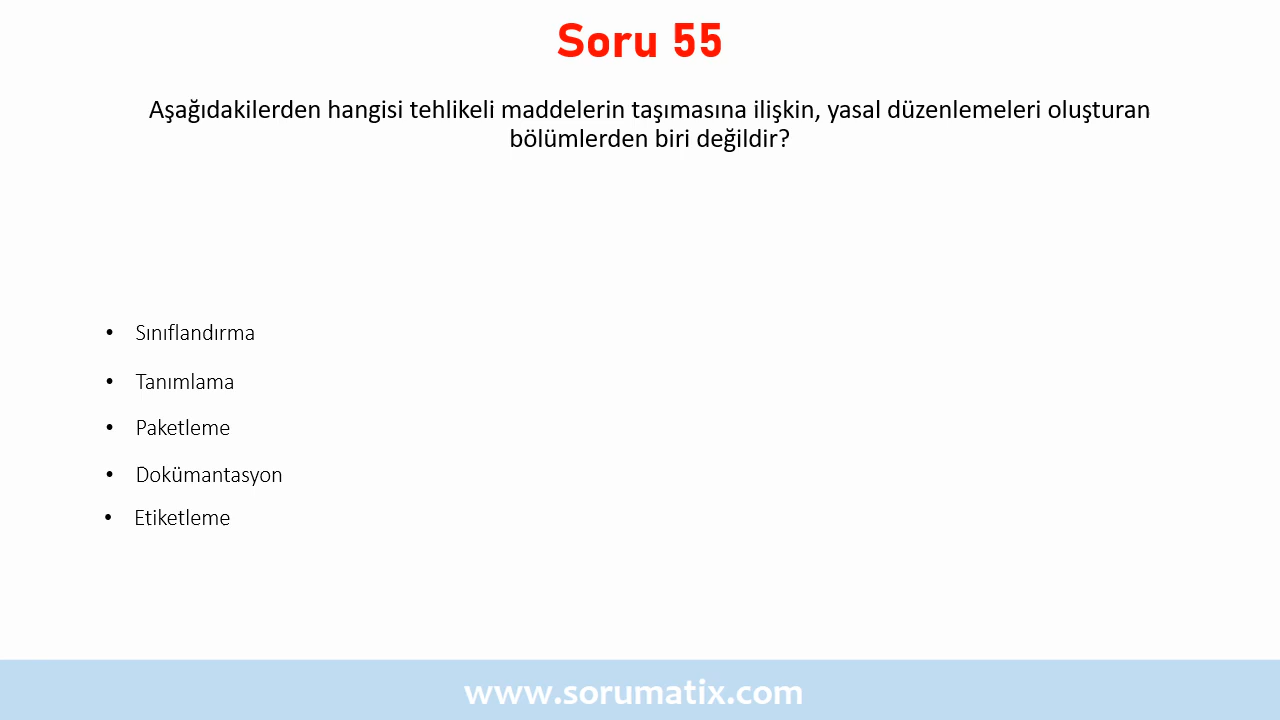 Soru 55
Aşağıdakilerden hangisi tehlikeli maddelerin taşımasına ilişkin, yasal düzenlemeleri oluşturan
bölümlerden biri değildir?
• Sınıflandırma
• Tanımlama
• Paketleme
• Dokümantasyon
• Etiketleme
www.sorumatix.com